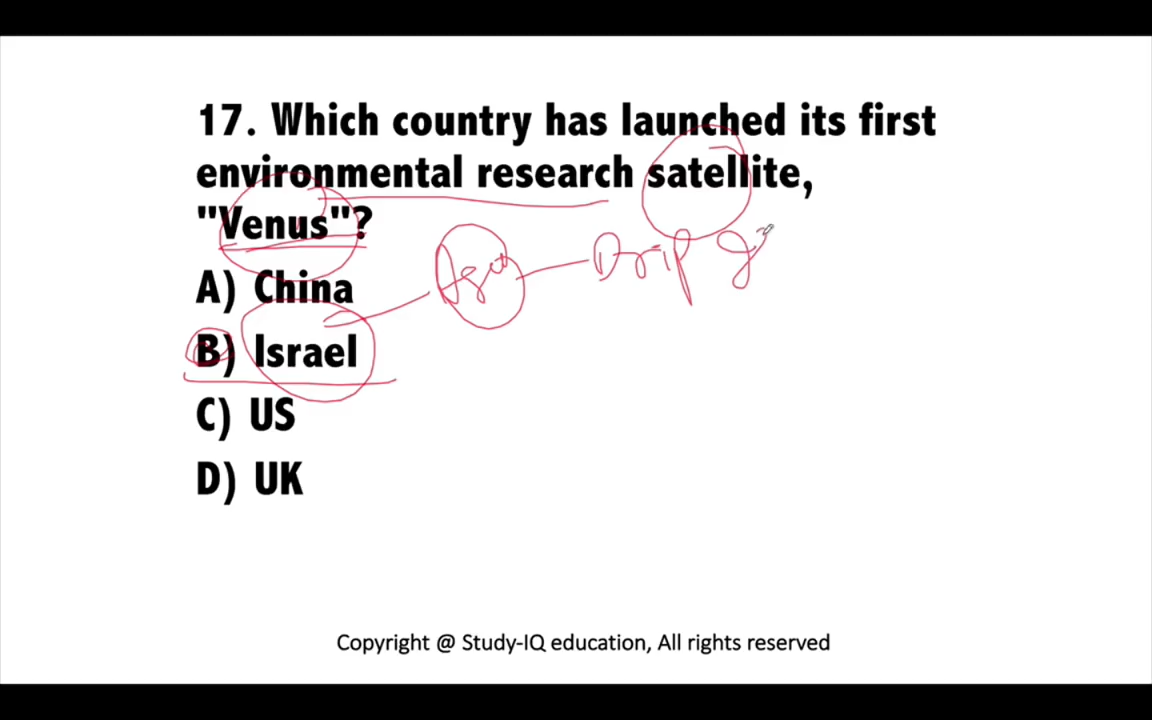 17. Which country has launched its first
environmental research satellite,
"Venus"?
A) China
B) Israel
C) US
D) UK
Drip
Copyright @ Study-IQ education, All rights reserved